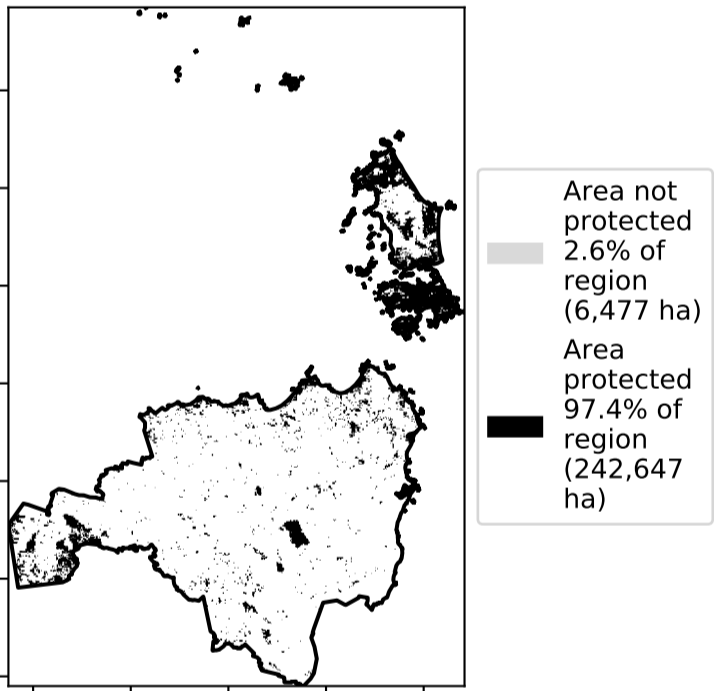 Area not
protected
2.6% of
region
(6,477 ha)
Area
protected
97.4% of
region
(242,647
ha)